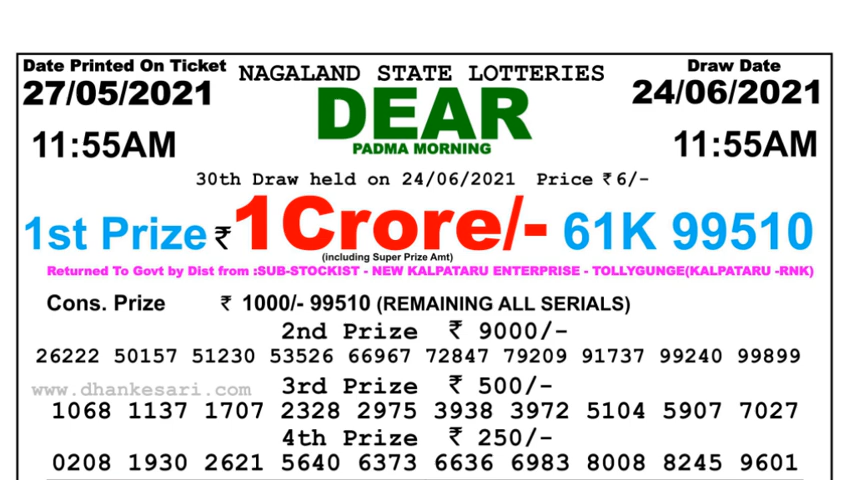 Date Printed On Ticket NAGALAND STATE LOTTERIES Draw Date
27/05/2021 DEAR 24/06/2021
11:55AM PADMA MORNING 11:55AM
30th Draw held on 24/06/2021 Price ₹ 6/-
1st Prize ₹ 1Crore/- 61K 99510
(including Super Prize Amt)
Returned To Govt by Dist from :SUB-STOCKIST - NEW KALPATARU ENTERPRISE - TOLLYGUNGE(KALPATARU -RNK)
Cons. Prize ₹ 1000/- 99510 (REMAINING ALL SERIALS)
2nd Prize ₹ 9000/-
26222 50157 51230 53526 66967 72847 79209 91737 99240 99899
www.dhankesari.com 3rd Prize ₹ 500/-
1068 1137 1707 2328 2975 3938 3972 5104 5907 7027
4th Prize ₹ 250/-
0208 1930 2621 5640 6373 6636 6983 8008 8245 9601